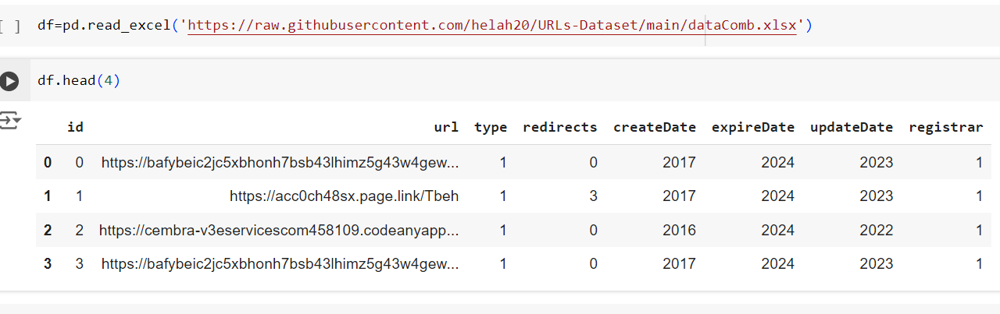 [ ] df=pd.read_excel('https://raw.githubusercontent.com/helah20/URLs-Dataset/main/dataComb.xlsx')
df.head(4)
id url type redirects createDate expireDate updateDate registrar
0 0 https://bafybeic2jc5xbhonh7bsb43lhimz5g43w4gew... 1 0 2017 2024 2023 1
1 1 https://acc0ch48sx.page.link/Tbeh 1 3 2017 2024 2023 1
2 2 https://cembra-v3eservicescom458109.codeanyapp... 1 0 2016 2024 2022 1
3 3 https://bafybeic2jc5xbhonh7bsb43lhimz5g43w4gew... 1 0 2017 2024 2023 1